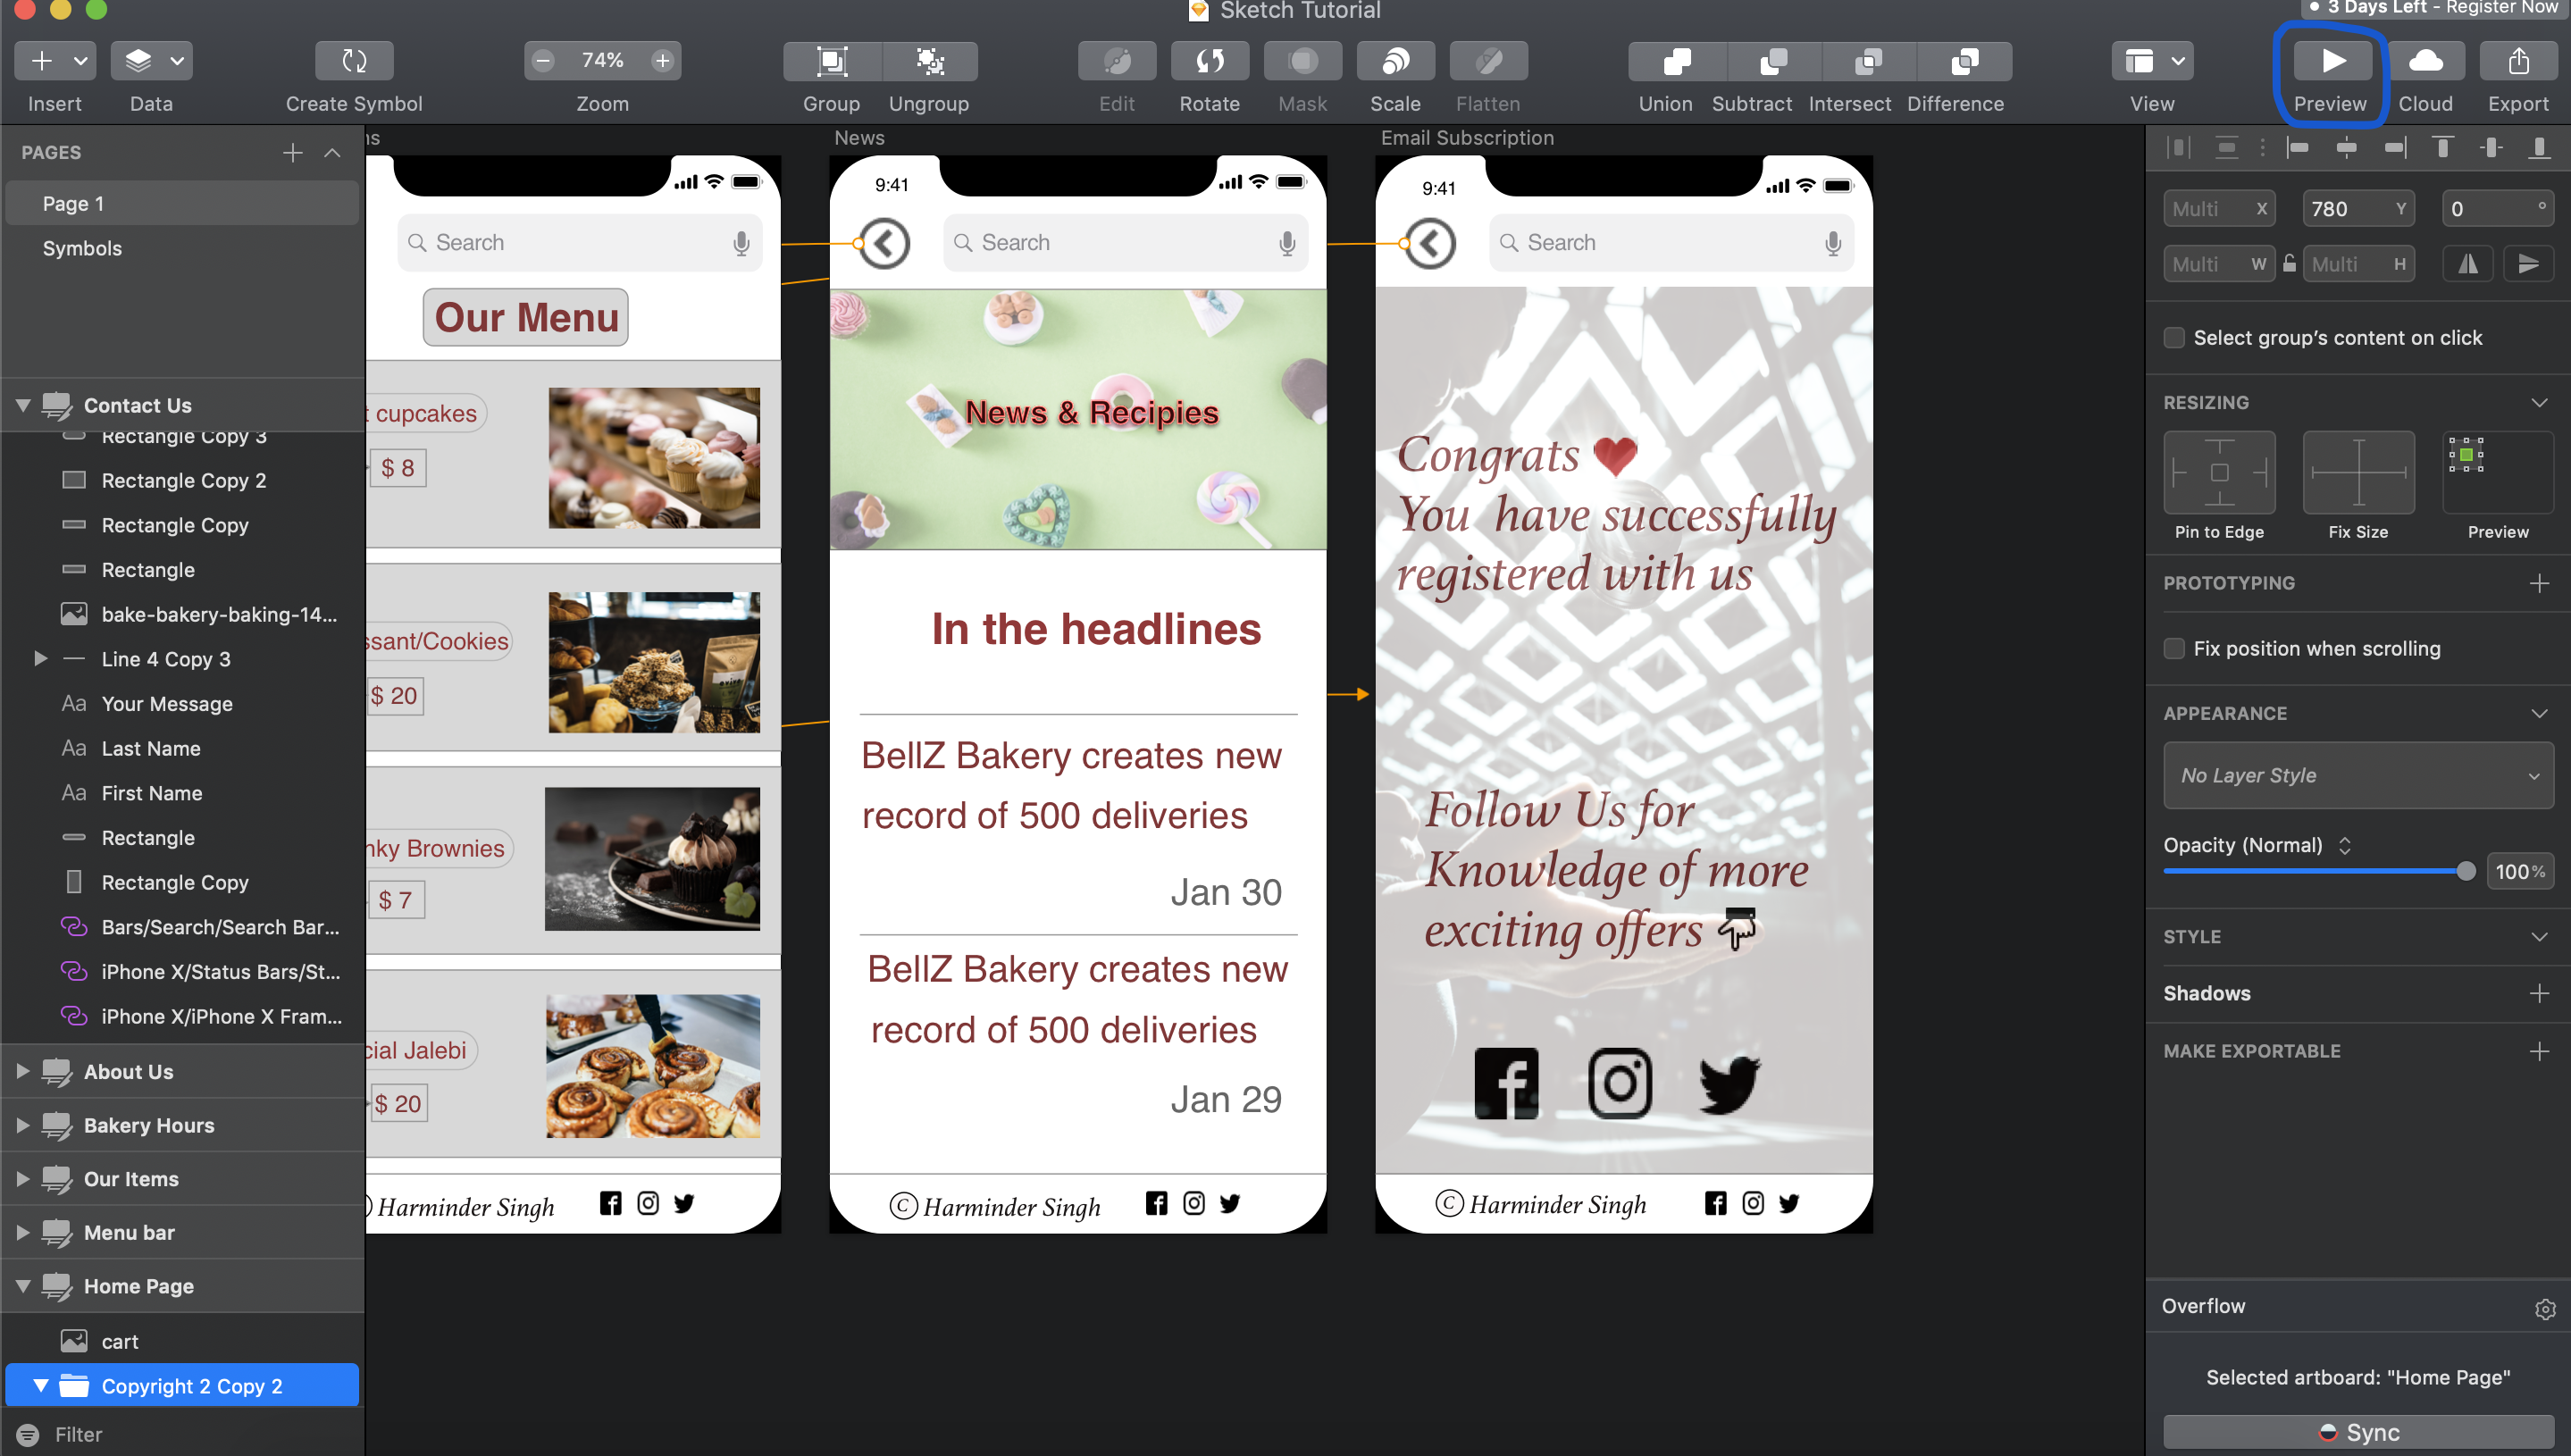 Sketch Tutorial
3 Days Left - Register Now
74%
Insert
Data
Create Symbol
Zoom
Group
Ungroup
Edit
Rotate
Mask
Scale
Flatten
Union
Subtract
Intersect
Difference
View
Preview
Cloud
Export
PAGES
Page 1
Symbols
Contact Us
Rectangle Copy 3
Rectangle Copy 2
Rectangle Copy
Rectangle
bake-bakery-baking-14...
Line 4 Copy 3
Aa Your Message
Aa Last Name
Aa First Name
Rectangle
Rectangle Copy
Bars/Search/Search Bar...
iPhone X/Status Bars/St...
iPhone X/iPhone X Fram...
About Us
Bakery Hours
Our Items
Menu bar
Home Page
cart
Copyright 2 Copy 2
Filter
ns
Search
Our Menu
t cupcakes
$ 8
ssant/Cookies
$ 20
nky Brownies
$ 7
cial Jalebi
$ 20
Harminder Singh
News
9:41
Search
News & Recipies
In the headlines
BellZ Bakery creates new
record of 500 deliveries
Jan 30
BellZ Bakery creates new
record of 500 deliveries
Jan 29
© Harminder Singh
Email Subscription
9:41
Search
Congrats ❤
You have successfully
registered with us
Follow Us for
Knowledge of more
exciting offers
© Harminder Singh
Multi X
780 Y
0 °
Multi W
Multi H
Select group's content on click
RESIZING
Pin to Edge
Fix Size
Preview
PROTOTYPING
Fix position when scrolling
APPEARANCE
No Layer Style
Opacity (Normal)
100%
STYLE
Shadows
MAKE EXPORTABLE
Overflow
Selected artboard: "Home Page"
Sync